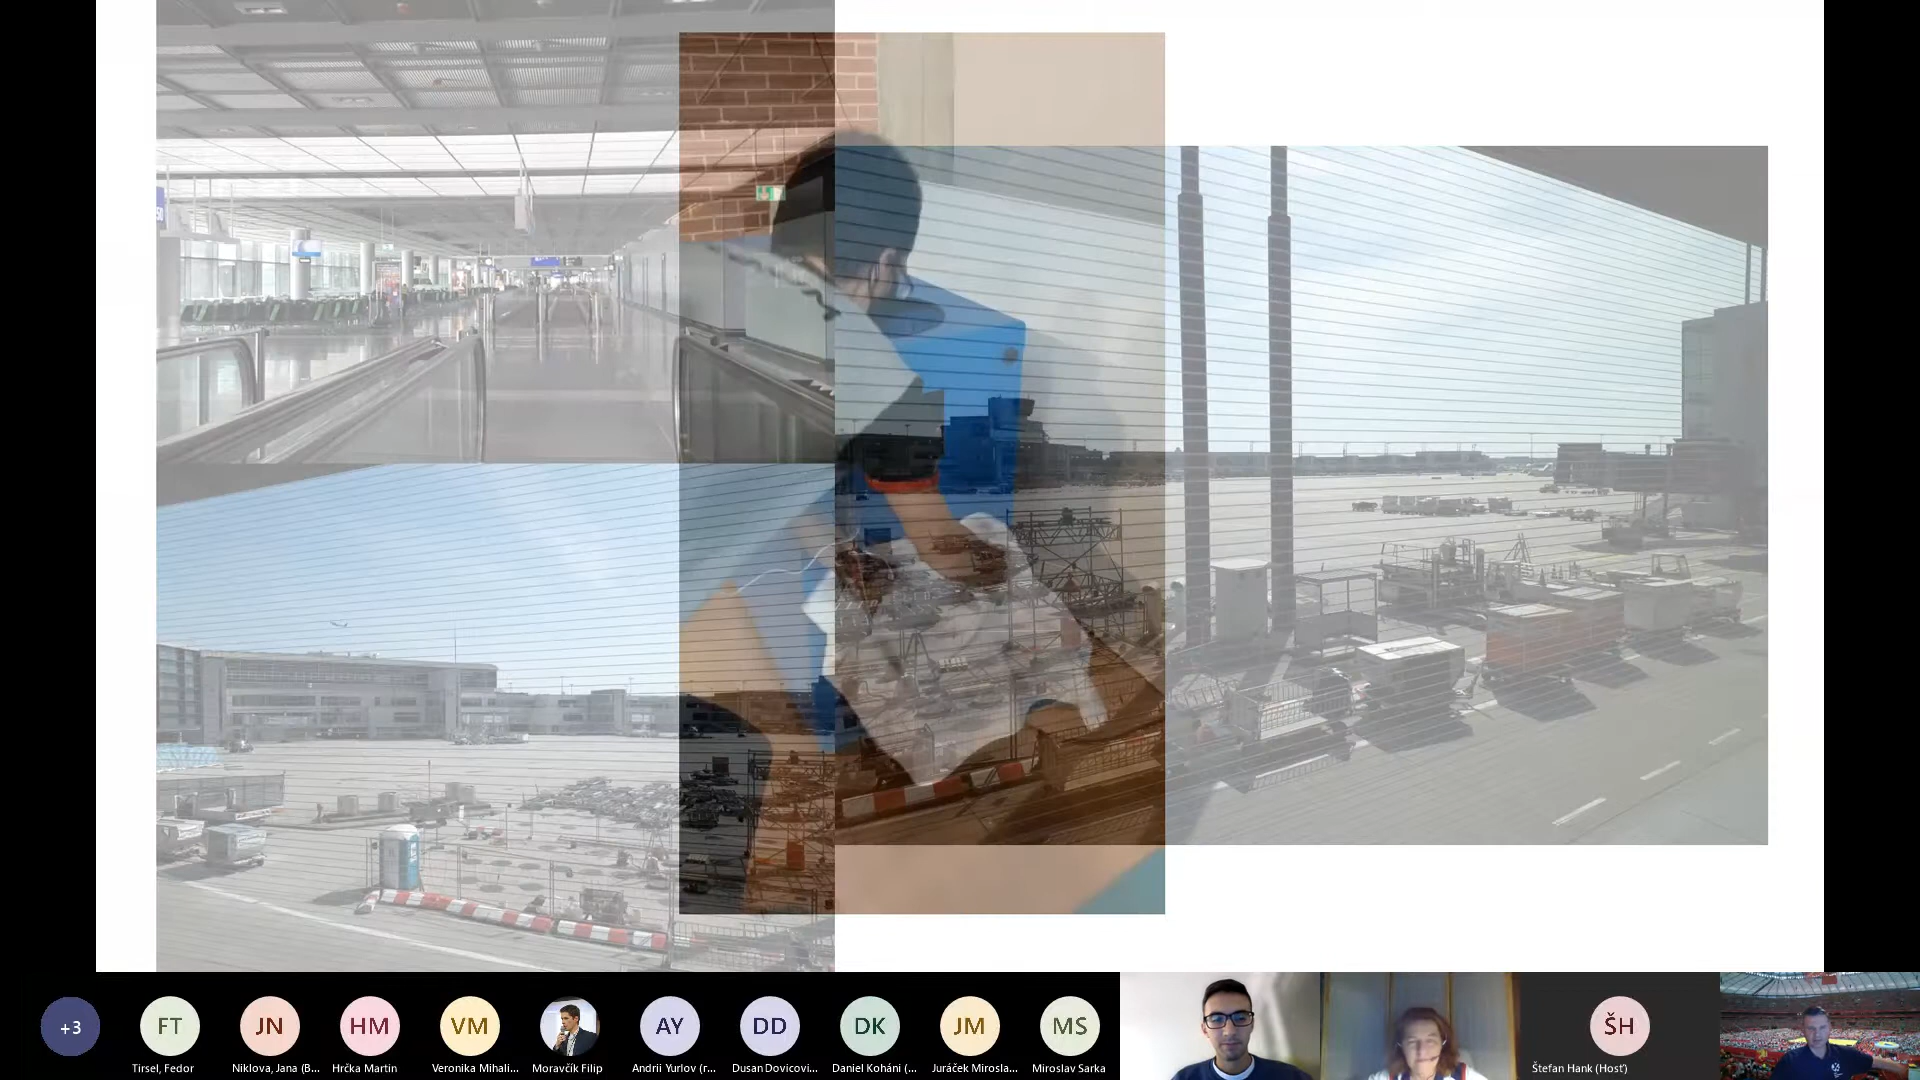 +3
FT
JN
HM
VM
AY
DD
DK
JM
MS
ŠH
Tirsel, Fedor
Niklova, Jana (B...
Hrčka Martin
Veronika Mihali...
Moravčík Filip
Andrii Yurlov (r...
Dusan Dovicovi...
Daniel Koháni (...
Juráček Mirosla...
Miroslav Sarka
Štefan Hank (Hosť)